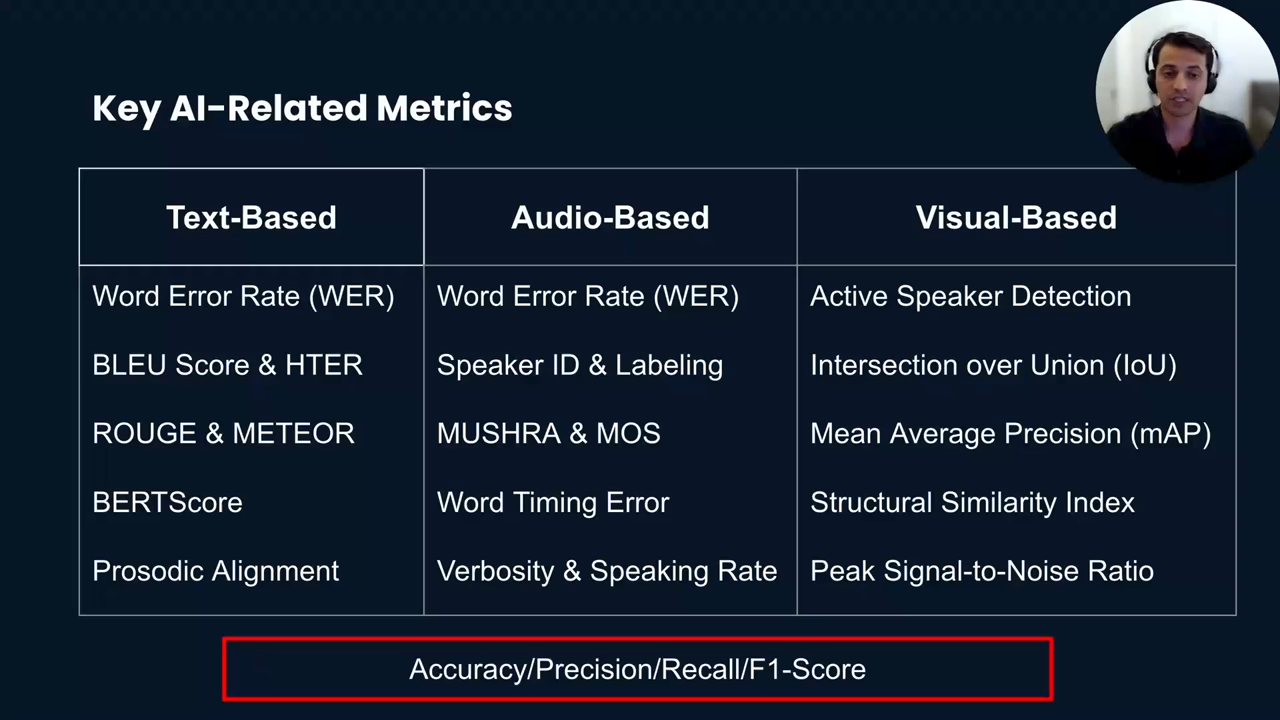 Key AI-Related Metrics
Text-Based
Audio-Based
Visual-Based
Word Error Rate (WER)
Word Error Rate (WER)
Active Speaker Detection
BLEU Score & HTER
Speaker ID & Labeling
Intersection over Union (IoU)
ROUGE & METEOR
MUSHRA & MOS
Mean Average Precision (mAP)
BERTScore
Word Timing Error
Structural Similarity Index
Prosodic Alignment
Verbosity & Speaking Rate
Peak Signal-to-Noise Ratio
Accuracy/Precision/Recall/F1-Score